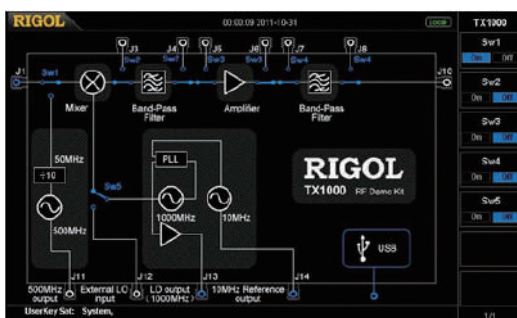 RIGOL 00:00:09 2011-10-31 LOCAL TX1000
Sw1
On Off
Sw2
On Off
Sw3
On Off
Sw4
On Off
Sw5
On Off
1/1
J3 J4 J5 J6 J7 J8
Sw2 Sw2 Sw3 Sw3 Sw4 Sw4
J1 Sw1 J10
Mixer Band-Pass Filter Amplifier Band-Pass Filter
50MHz
÷10
500MHz
Sw5
PLL
1000MHz 10MHz
RIGOL
TX1000 RF Demo Kit
USB
J11 J12 J13 J14
500MHz output
External LO input
LO output (1000MHz)
10MHz Reference output
UserKey Set: System,